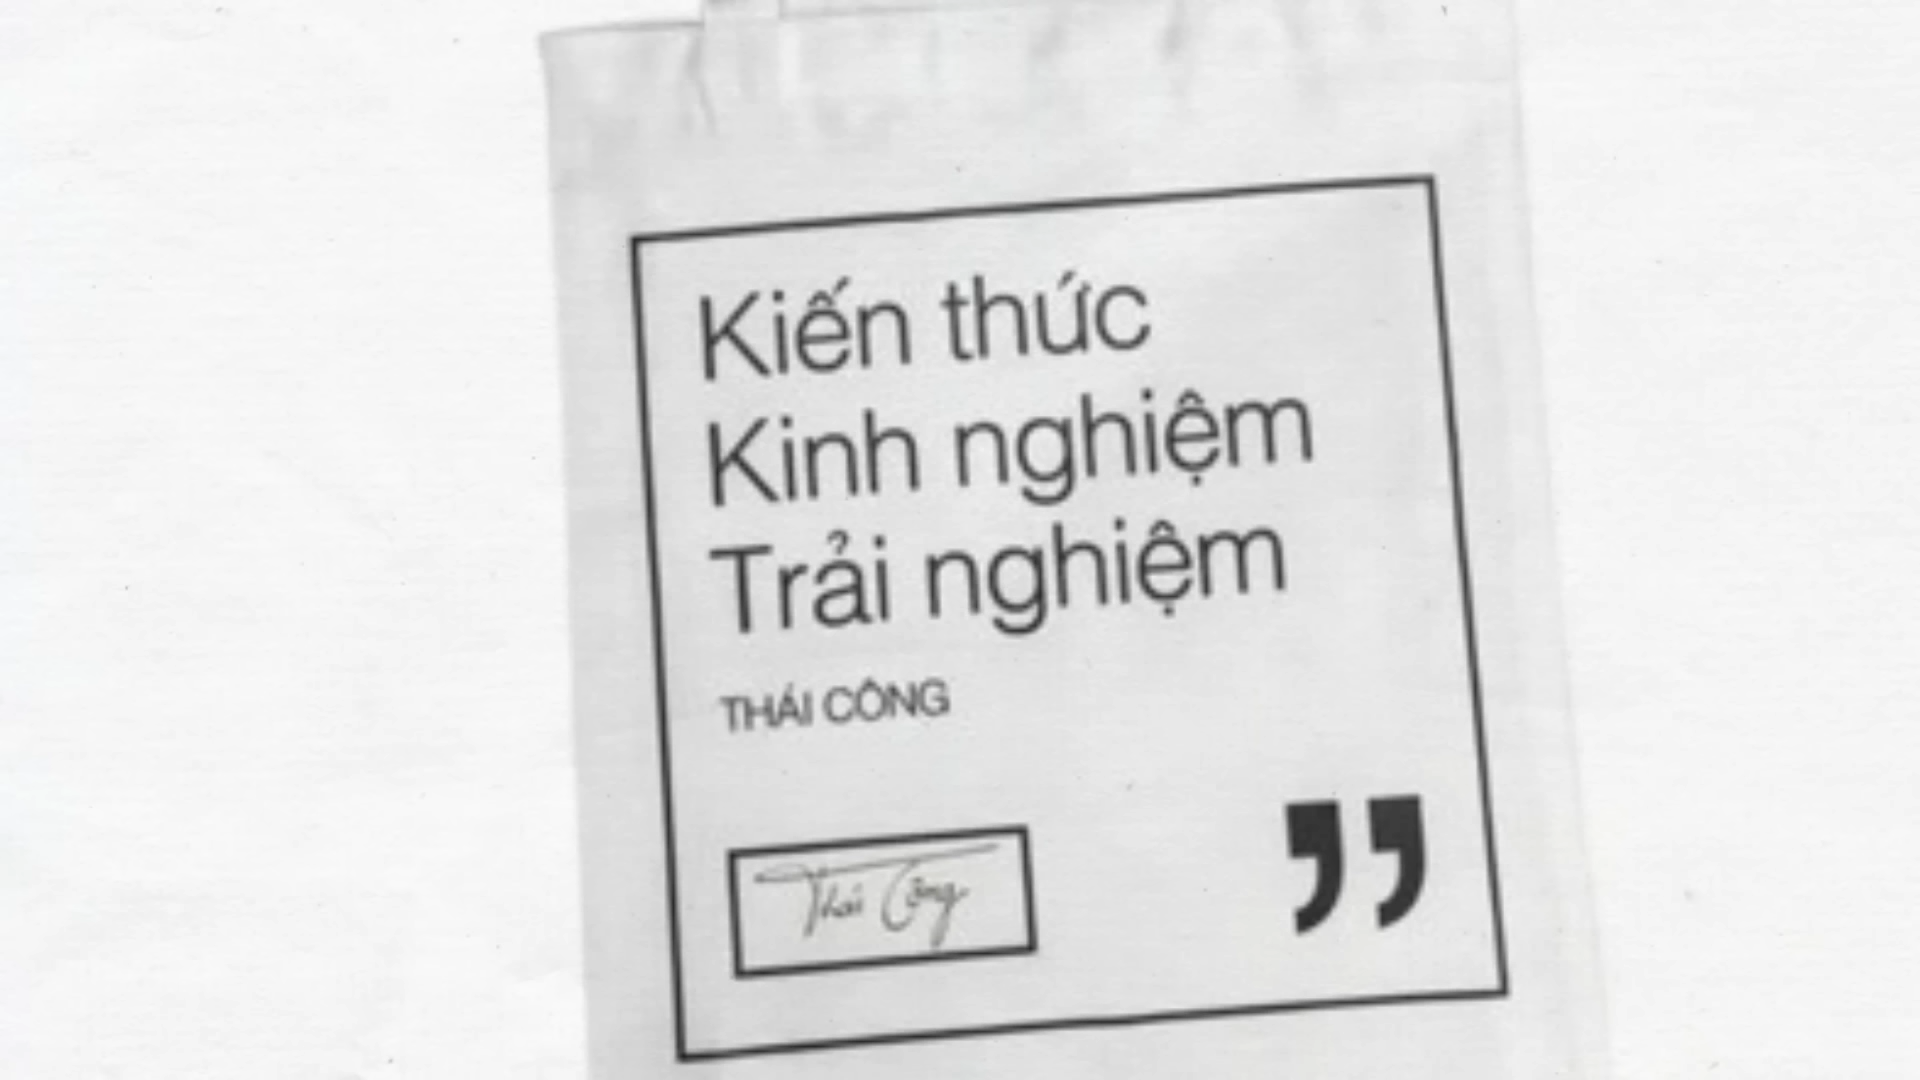 Kiến thức
Kinh nghiệm
Trải nghiệm
THÁI CÔNG
Thái Công
”